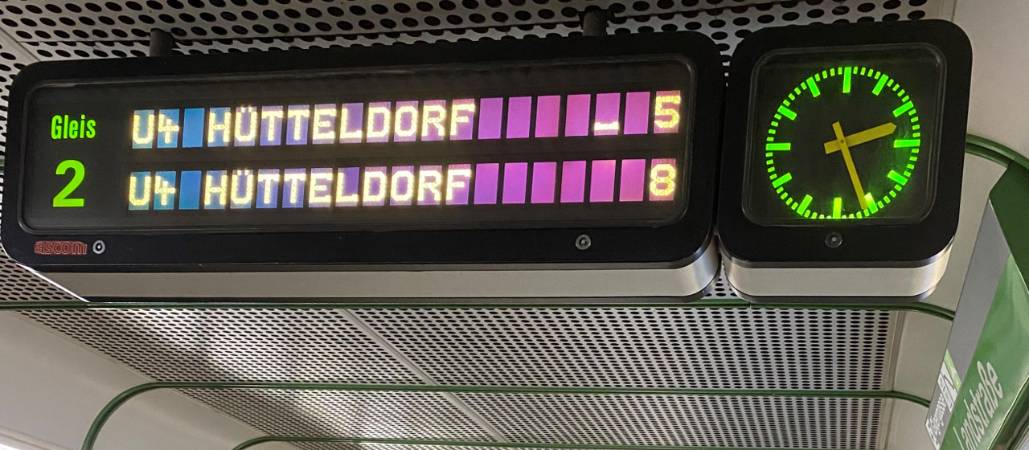 Gleis
2
U4 HÜTTELDORF 5
U4 HÜTTELDORF 8
ascom
Landstraße